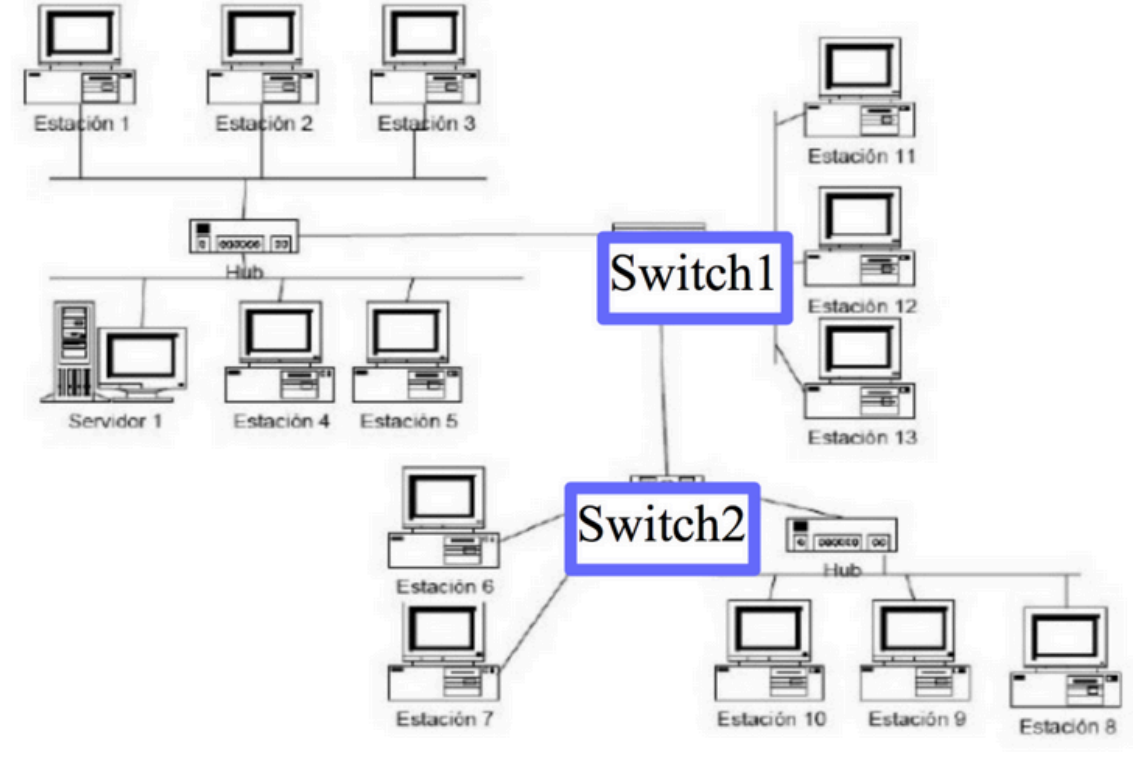 Estación 1
Estación 2
Estación 3
Estación 11
Hub
Switch1
Estación 12
Servidor 1
Estación 4
Estación 5
Estación 13
Switch2
Hub
Estación 6
Estación 7
Estación 10
Estación 9
Estación 8